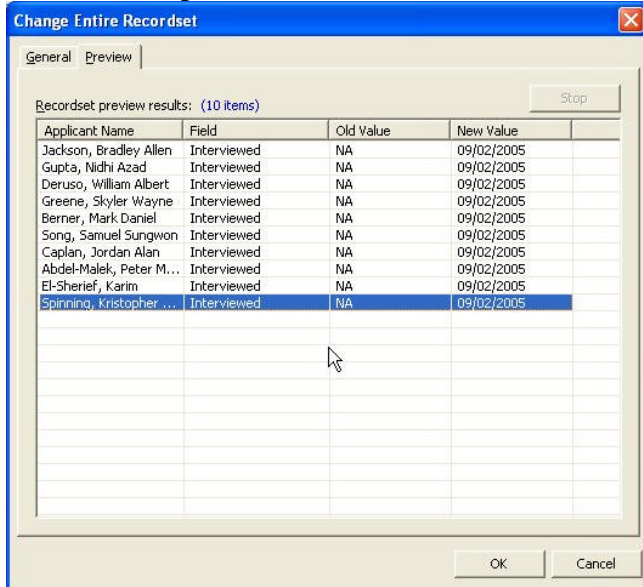 Change Entire Recordset
General Preview
Stop
Recordset preview results: (10 items)
Applicant Name Field Old Value New Value
Jackson, Bradley Allen Interviewed NA 09/02/2005
Gupta, Nidhi Azad Interviewed NA 09/02/2005
Deruso, William Albert Interviewed NA 09/02/2005
Greene, Skyler Wayne Interviewed NA 09/02/2005
Berner, Mark Daniel Interviewed NA 09/02/2005
Song, Samuel Sungwon Interviewed NA 09/02/2005
Caplan, Jordan Alan Interviewed NA 09/02/2005
Abdel-Malek, Peter M... Interviewed NA 09/02/2005
El-Sherief, Karim Interviewed NA 09/02/2005
Spinning, Kristopher ... Interviewed NA 09/02/2005
OK Cancel